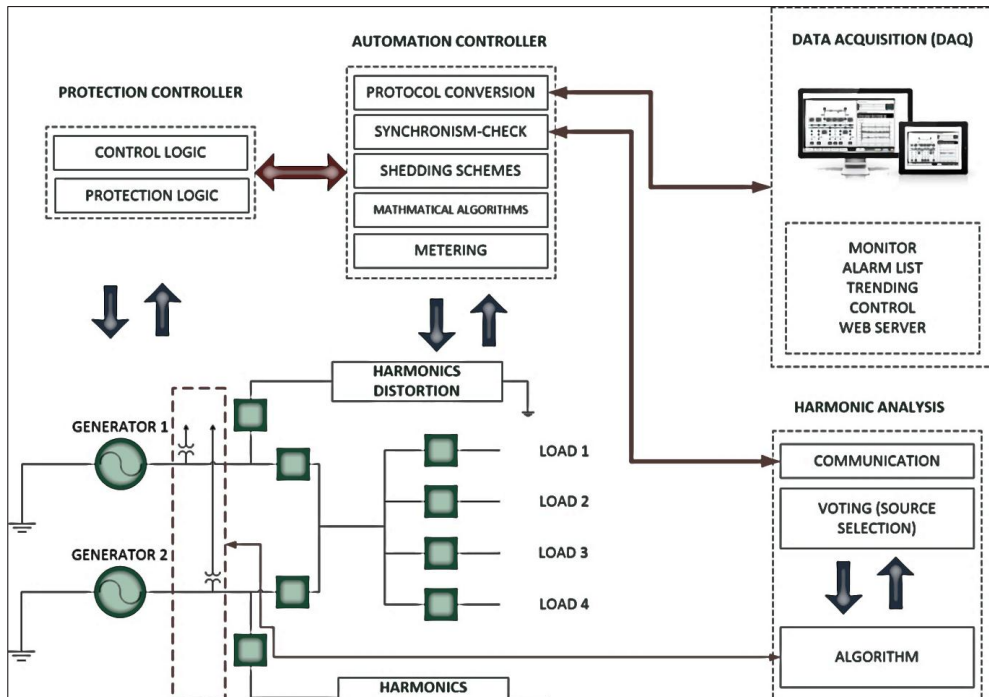 AUTOMATION CONTROLLER
PROTOCOL CONVERSION
SYNCHRONISM-CHECK
SHEDDING SCHEMES
MATHMATICAL ALGORITHMS
METERING
PROTECTION CONTROLLER
CONTROL LOGIC
PROTECTION LOGIC
DATA ACQUISITION (DAQ)
MONITOR
ALARM LIST
TRENDING
CONTROL
WEB SERVER
HARMONICS
DISTORTION
GENERATOR 1
GENERATOR 2
LOAD 1
LOAD 2
LOAD 3
LOAD 4
HARMONICS
HARMONIC ANALYSIS
COMMUNICATION
VOTING (SOURCE
SELECTION)
ALGORITHM